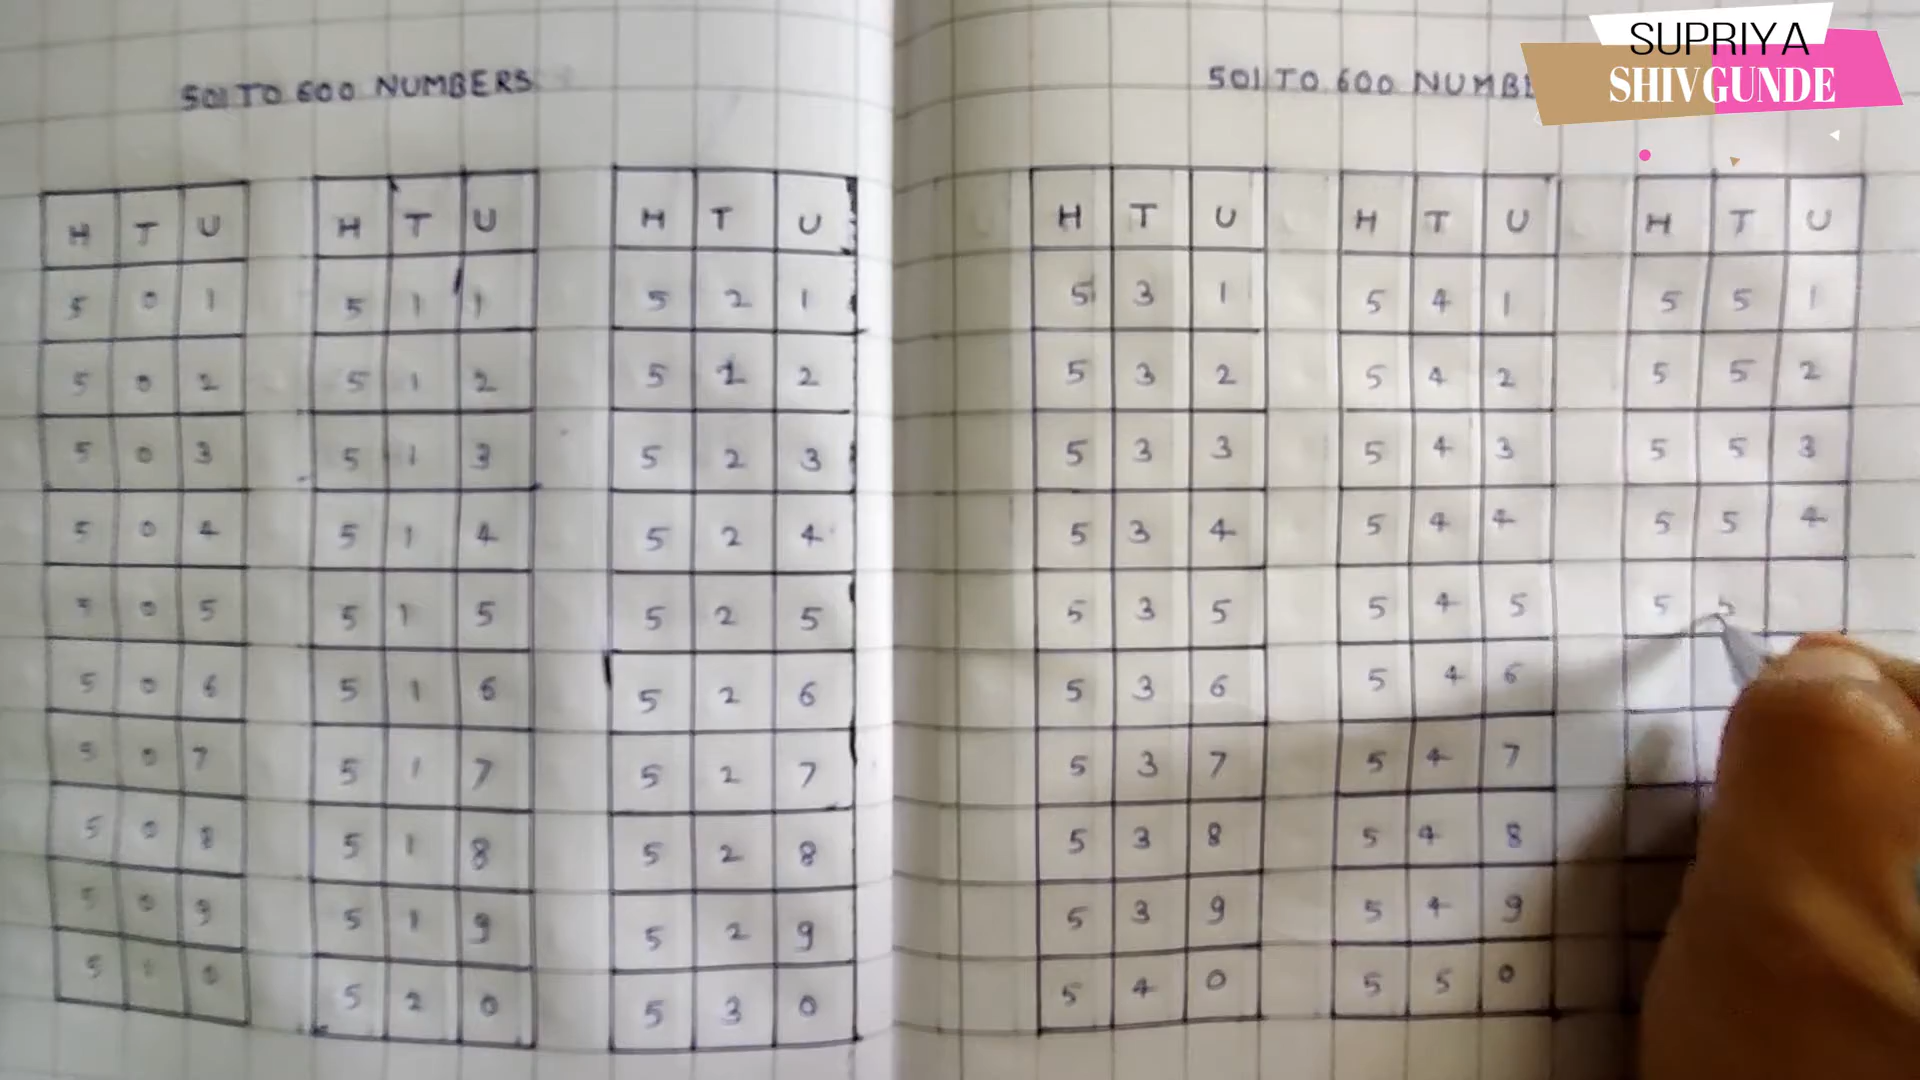 SUPRIYA
SHIVGUNDE
501 TO 600 NUMBERS
H T U
5 0 1
5 0 2
5 0 3
5 0 4
5 0 5
5 0 6
5 0 7
5 0 8
5 0 9
5 0
H T U
5 1 1
5 1 2
5 1 3
5 1 4
5 1 5
5 1 6
5 1 7
5 1 8
5 1 9
5 2 0
H T U
5 2 1
5 2
5 2 3
5 2 4
5 2 5
5 2 6
5 2 7
5 2 8
5 2 9
5 3 0
501 TO 600 NUMB
H T U
5 3 1
5 3 2
5 3 3
5 3 4
5 3 5
5 3 6
5 3 7
5 3 8
5 3 9
5 4 0
H T U
5 4 1
5 4 2
5 4 3
5 4 4
5 4 5
5 4 6
5 4 7
5 4 8
5 4 9
5 5 0
H T U
5 5 1
5 5 2
5 5 3
5 5 4
5 5